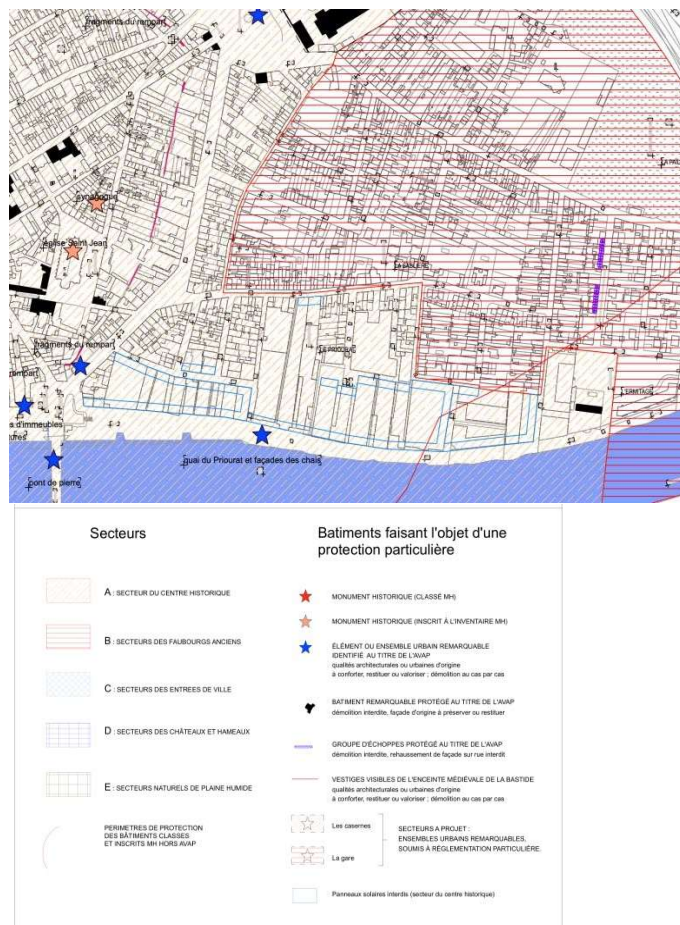 fragments du rempart
synagogue
église Saint Jean
LA SABLIERE
fragments du rempart
LE PRIOURAT
ERMITAGE
rempart
s d'immeubles
ures
quai du Priourat et façades des chais
pont de pierre
Secteurs
A : SECTEUR DU CENTRE HISTORIQUE
B : SECTEURS DES FAUBOURGS ANCIENS
C : SECTEURS DES ENTREES DE VILLE
D : SECTEURS DES CHÂTEAUX ET HAMEAUX
E : SECTEURS NATURELS DE PLAINE HUMIDE
PERIMETRES DE PROTECTION
DES BÂTIMENTS CLASSES
ET INSCRITS MH HORS AVAP
Batiments faisant l'objet d'une
protection particulière
MONUMENT HISTORIQUE (CLASSÉ MH)
MONUMENT HISTORIQUE (INSCRIT À L'INVENTAIRE MH)
ÉLÉMENT OU ENSEMBLE URBAIN REMARQUABLE
IDENTIFIÉ AU TITRE DE L'AVAP
qualités architecturales ou urbaines d'origine
à conforter, restituer ou valoriser ; démolition au cas par cas
BATIMENT REMARQUABLE PROTÉGÉ AU TITRE DE L'AVAP
démolition interdite, façade d'origine à préserver ou restituer
GROUPE D'ÉCHOPPES PROTÉGÉ AU TITRE DE L'AVAP
démolition interdite, rehaussement de façade sur rue interdit
VESTIGES VISIBLES DE L'ENCEINTE MÉDIÉVALE DE LA BASTIDE
qualités architecturales ou urbaines d'origine
à conforter, restituer ou valoriser ; démolition au cas par cas
Les casernes
La gare
SECTEURS A PROJET :
ENSEMBLES URBAINS REMARQUABLES,
SOUMIS À RÉGLEMENTATION PARTICULIÈRE.
Panneaux solaires interdis (secteur du centre historique)